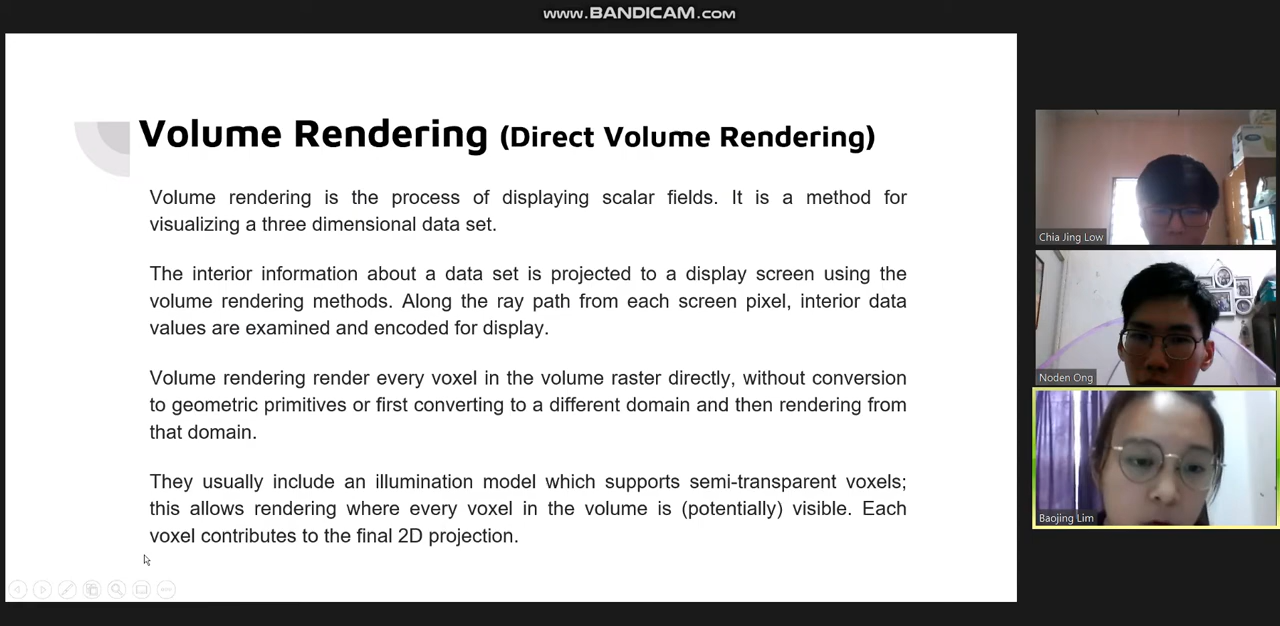 www.BANDICAM.com
Volume Rendering (Direct Volume Rendering)
Volume rendering is the process of displaying scalar fields. It is a method for
visualizing a three dimensional data set.
The interior information about a data set is projected to a display screen using the
volume rendering methods. Along the ray path from each screen pixel, interior data
values are examined and encoded for display.
Volume rendering render every voxel in the volume raster directly, without conversion
to geometric primitives or first converting to a different domain and then rendering from
that domain.
They usually include an illumination model which supports semi-transparent voxels;
this allows rendering where every voxel in the volume is (potentially) visible. Each
voxel contributes to the final 2D projection.
Chia Jing Low
Noden Ong
Baojing Lim